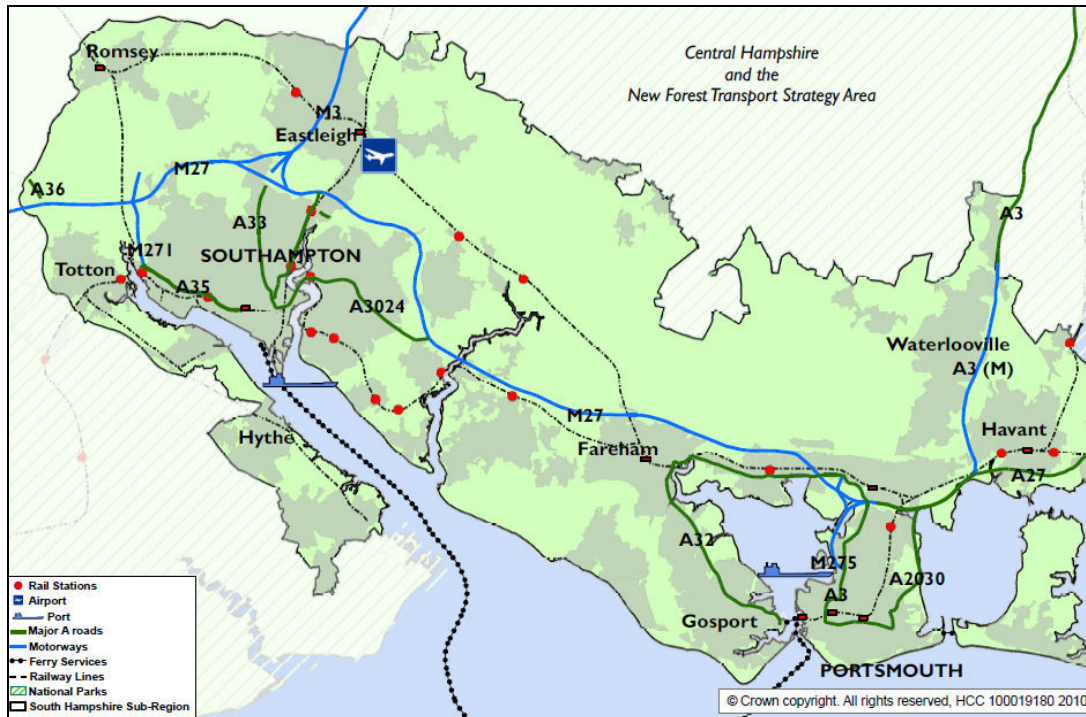 Romsey
Central Hampshire
and the
New Forest Transport Strategy Area
M3
Eastleigh
M27
A36
A33
A3
SOUTHAMPTON
M271
Totton
A35
A3024
Waterlooville
A3 (M)
M27
Hythe
Fareham
Havant
A27
A32
M275
A2030
A3
Gosport
PORTSMOUTH
Rail Stations
Airport
Port
Major A roads
Motorways
Ferry Services
Railway Lines
National Parks
South Hampshire Sub-Region
© Crown copyright. All rights reserved, HCC 100019180 2010